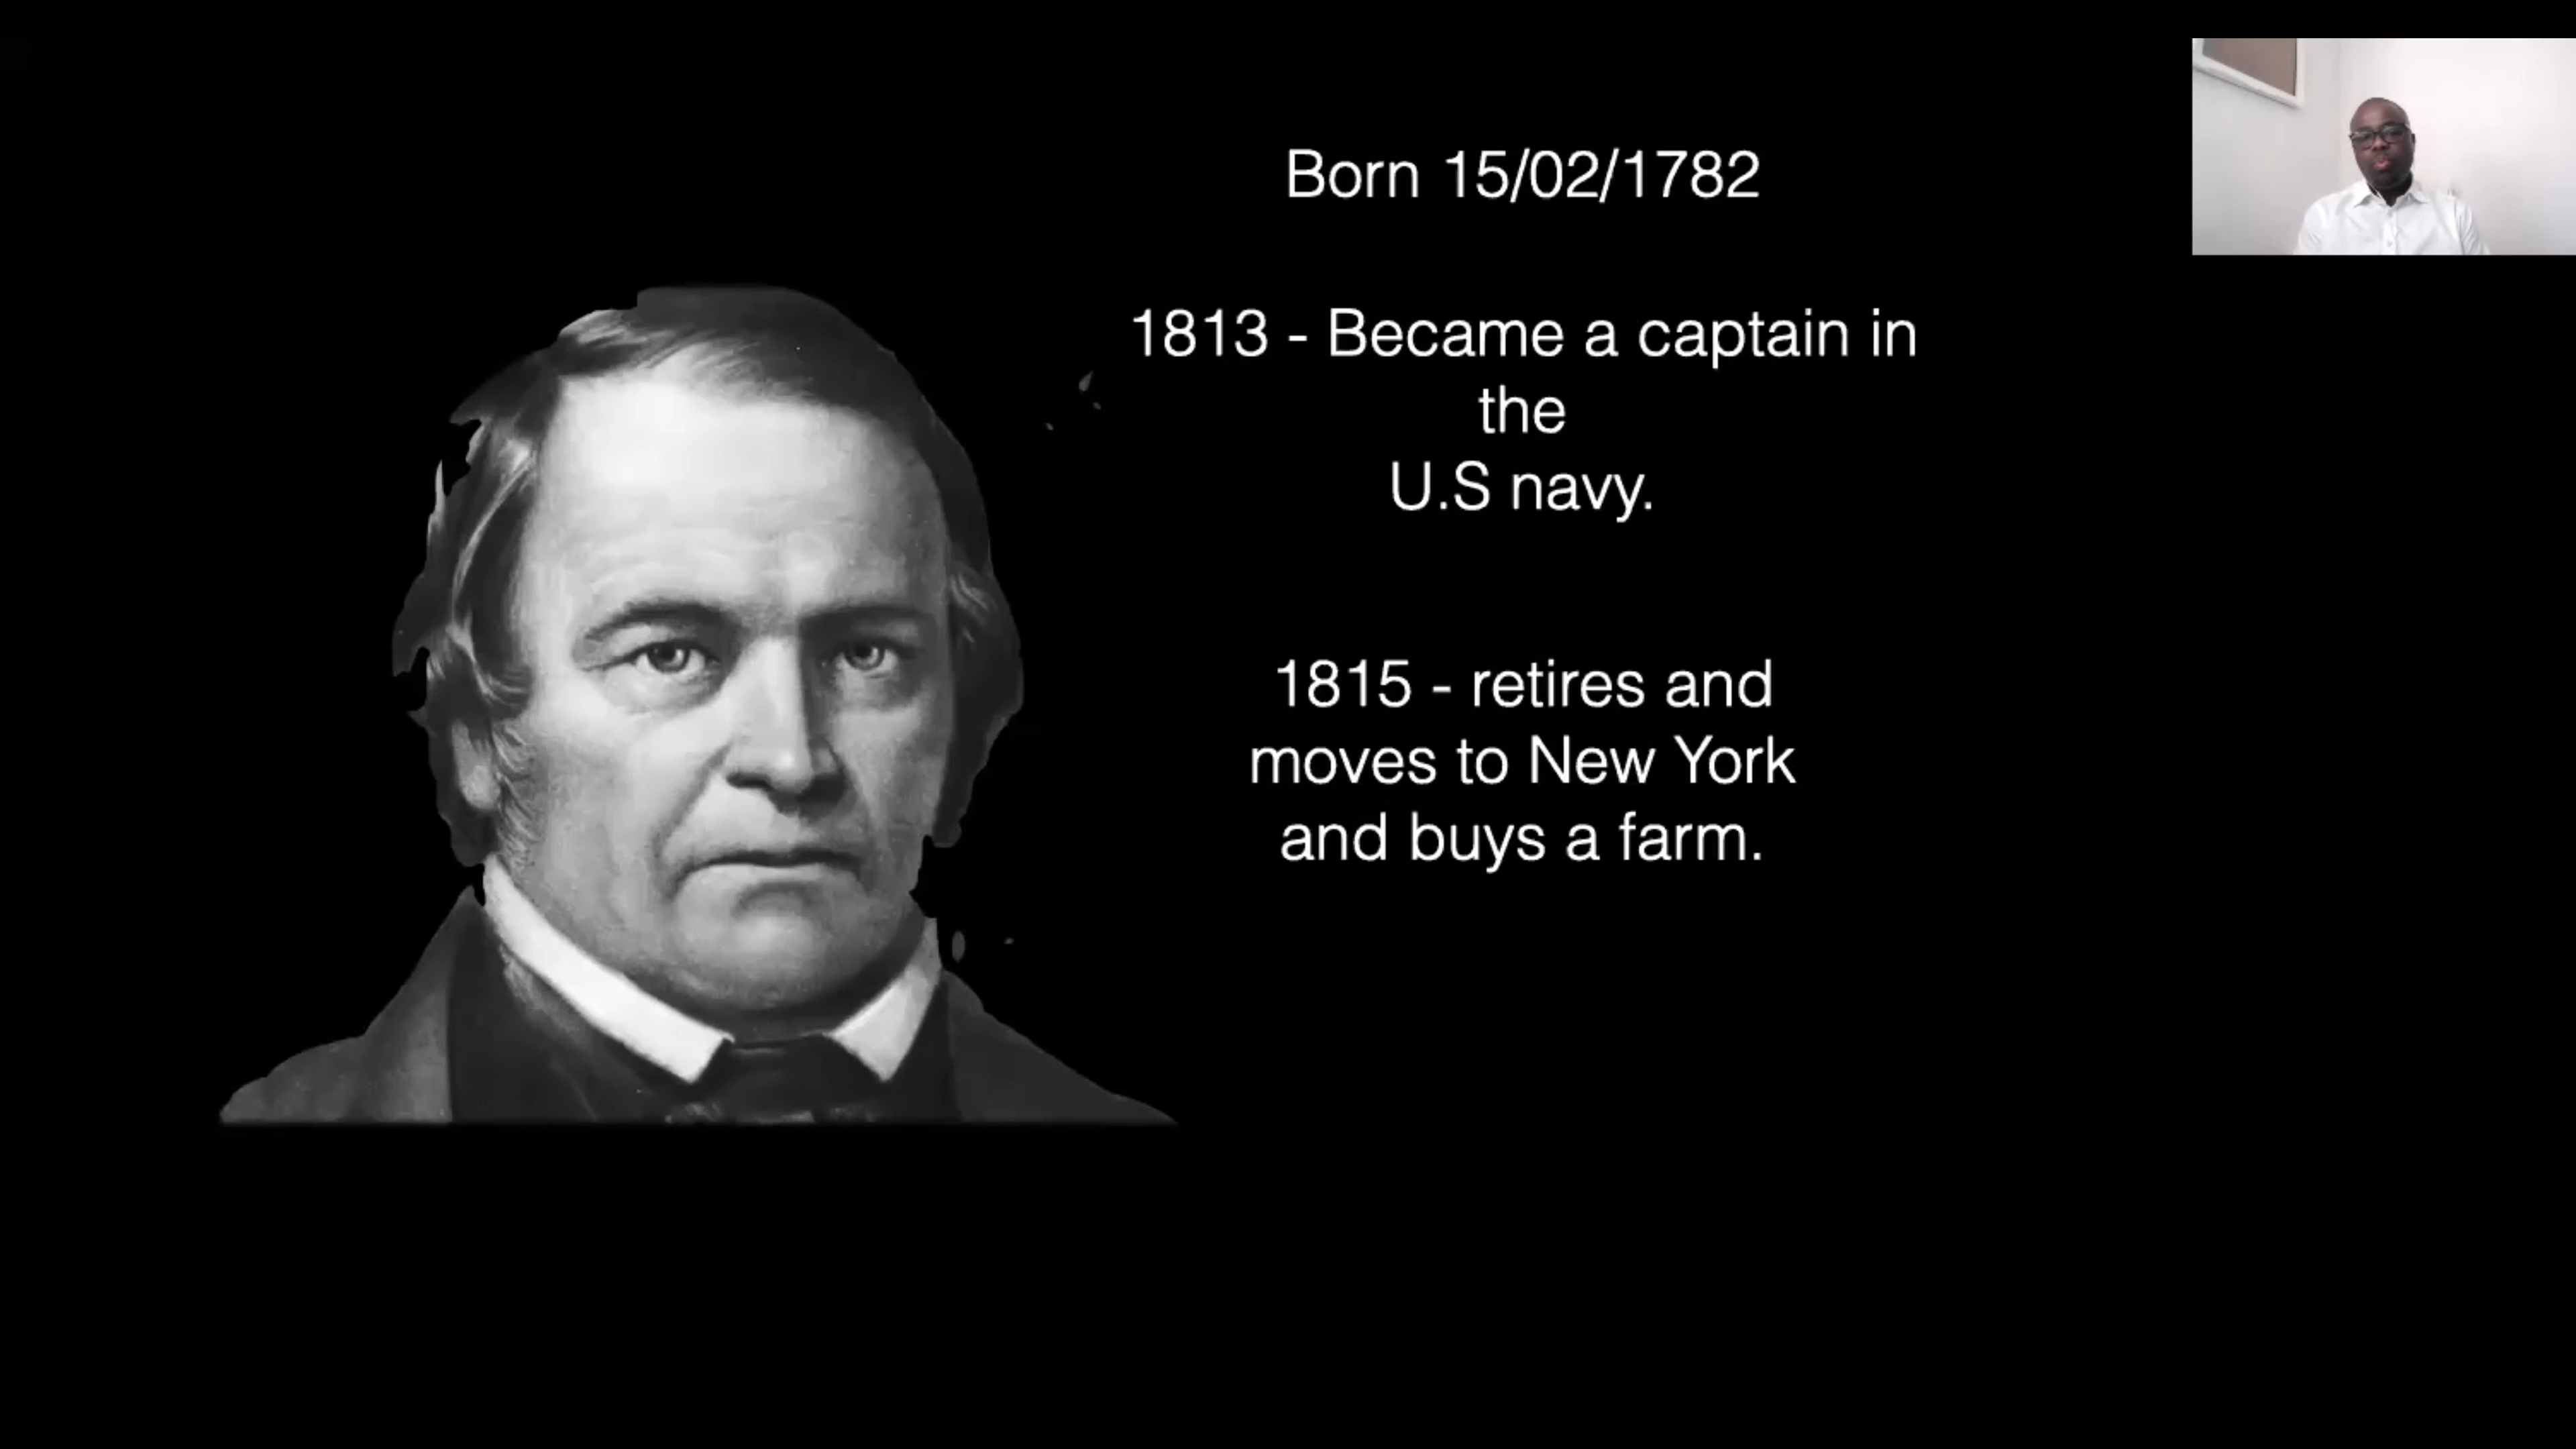 Born 15/02/1782
1813 - Became a captain in
the
U.S navy.
1815 - retires and
moves to New York
and buys a farm.